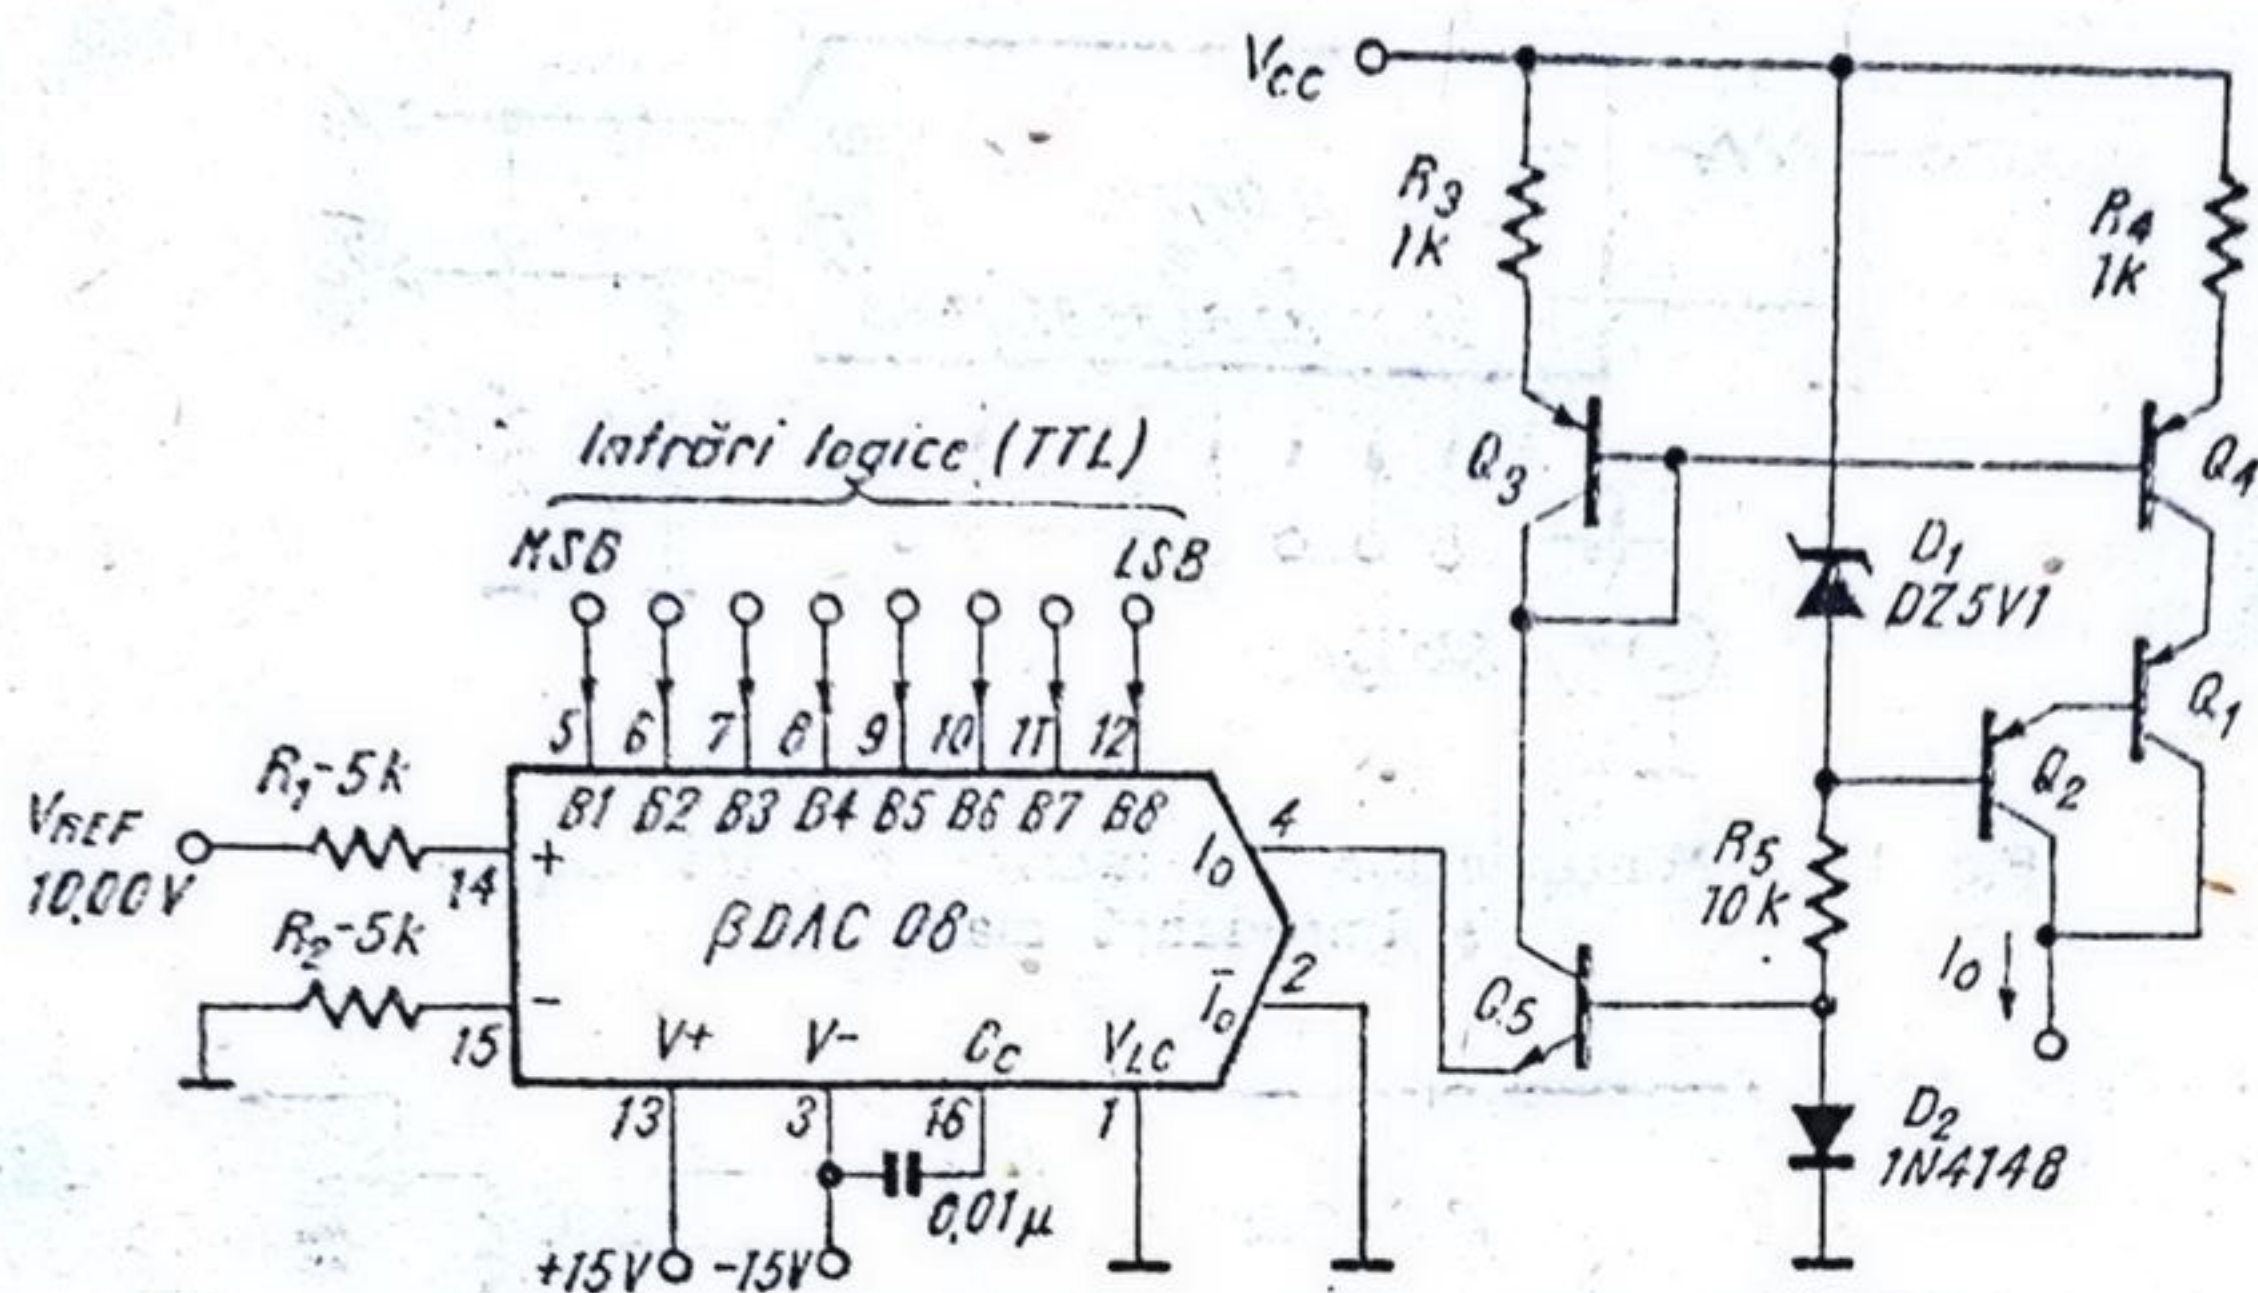 VCC
R3
1k
R4
1k
Intrări logice (TTL)
MSB
LSB
Q3
Q4
D1
DZ5V1
5 6 7 8 9 10 11 12
Q1
Q2
VREF
10,00V
R1-5k
14
+
B1 B2 B3 B4 B5 B6 B7 B8
IO
4
R5
10k
R2-5k
15
-
βDAC 08
IO
2
Q5
IO
V+ V- CC VLC
13 3 16 1
0,01μ
+15V -15V
D2
1N4148